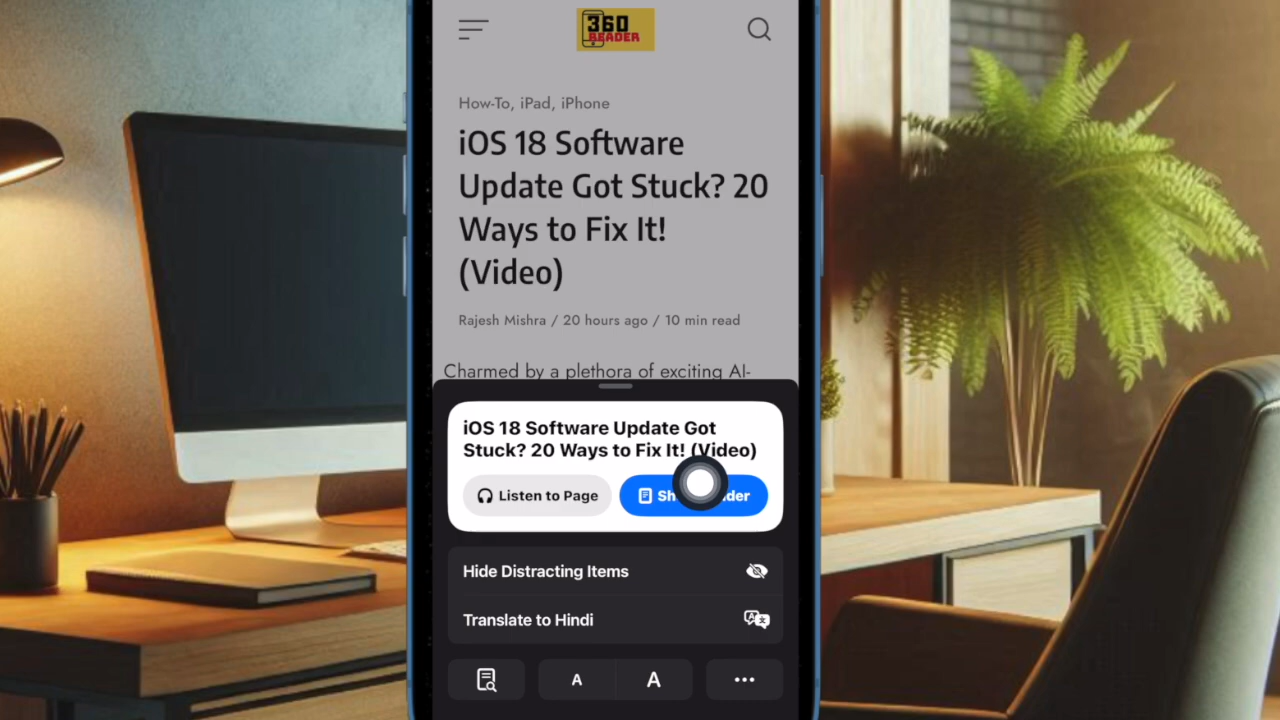 360
READER
How-To, iPad, iPhone
iOS 18 Software
Update Got Stuck? 20
Ways to Fix It!
(Video)
Rajesh Mishra / 20 hours ago / 10 min read
Charmed by a plethora of exciting AI-
iOS 18 Software Update Got
Stuck? 20 Ways to Fix It! (Video)
Listen to Page
Hide Distracting Items
Translate to Hindi
A A